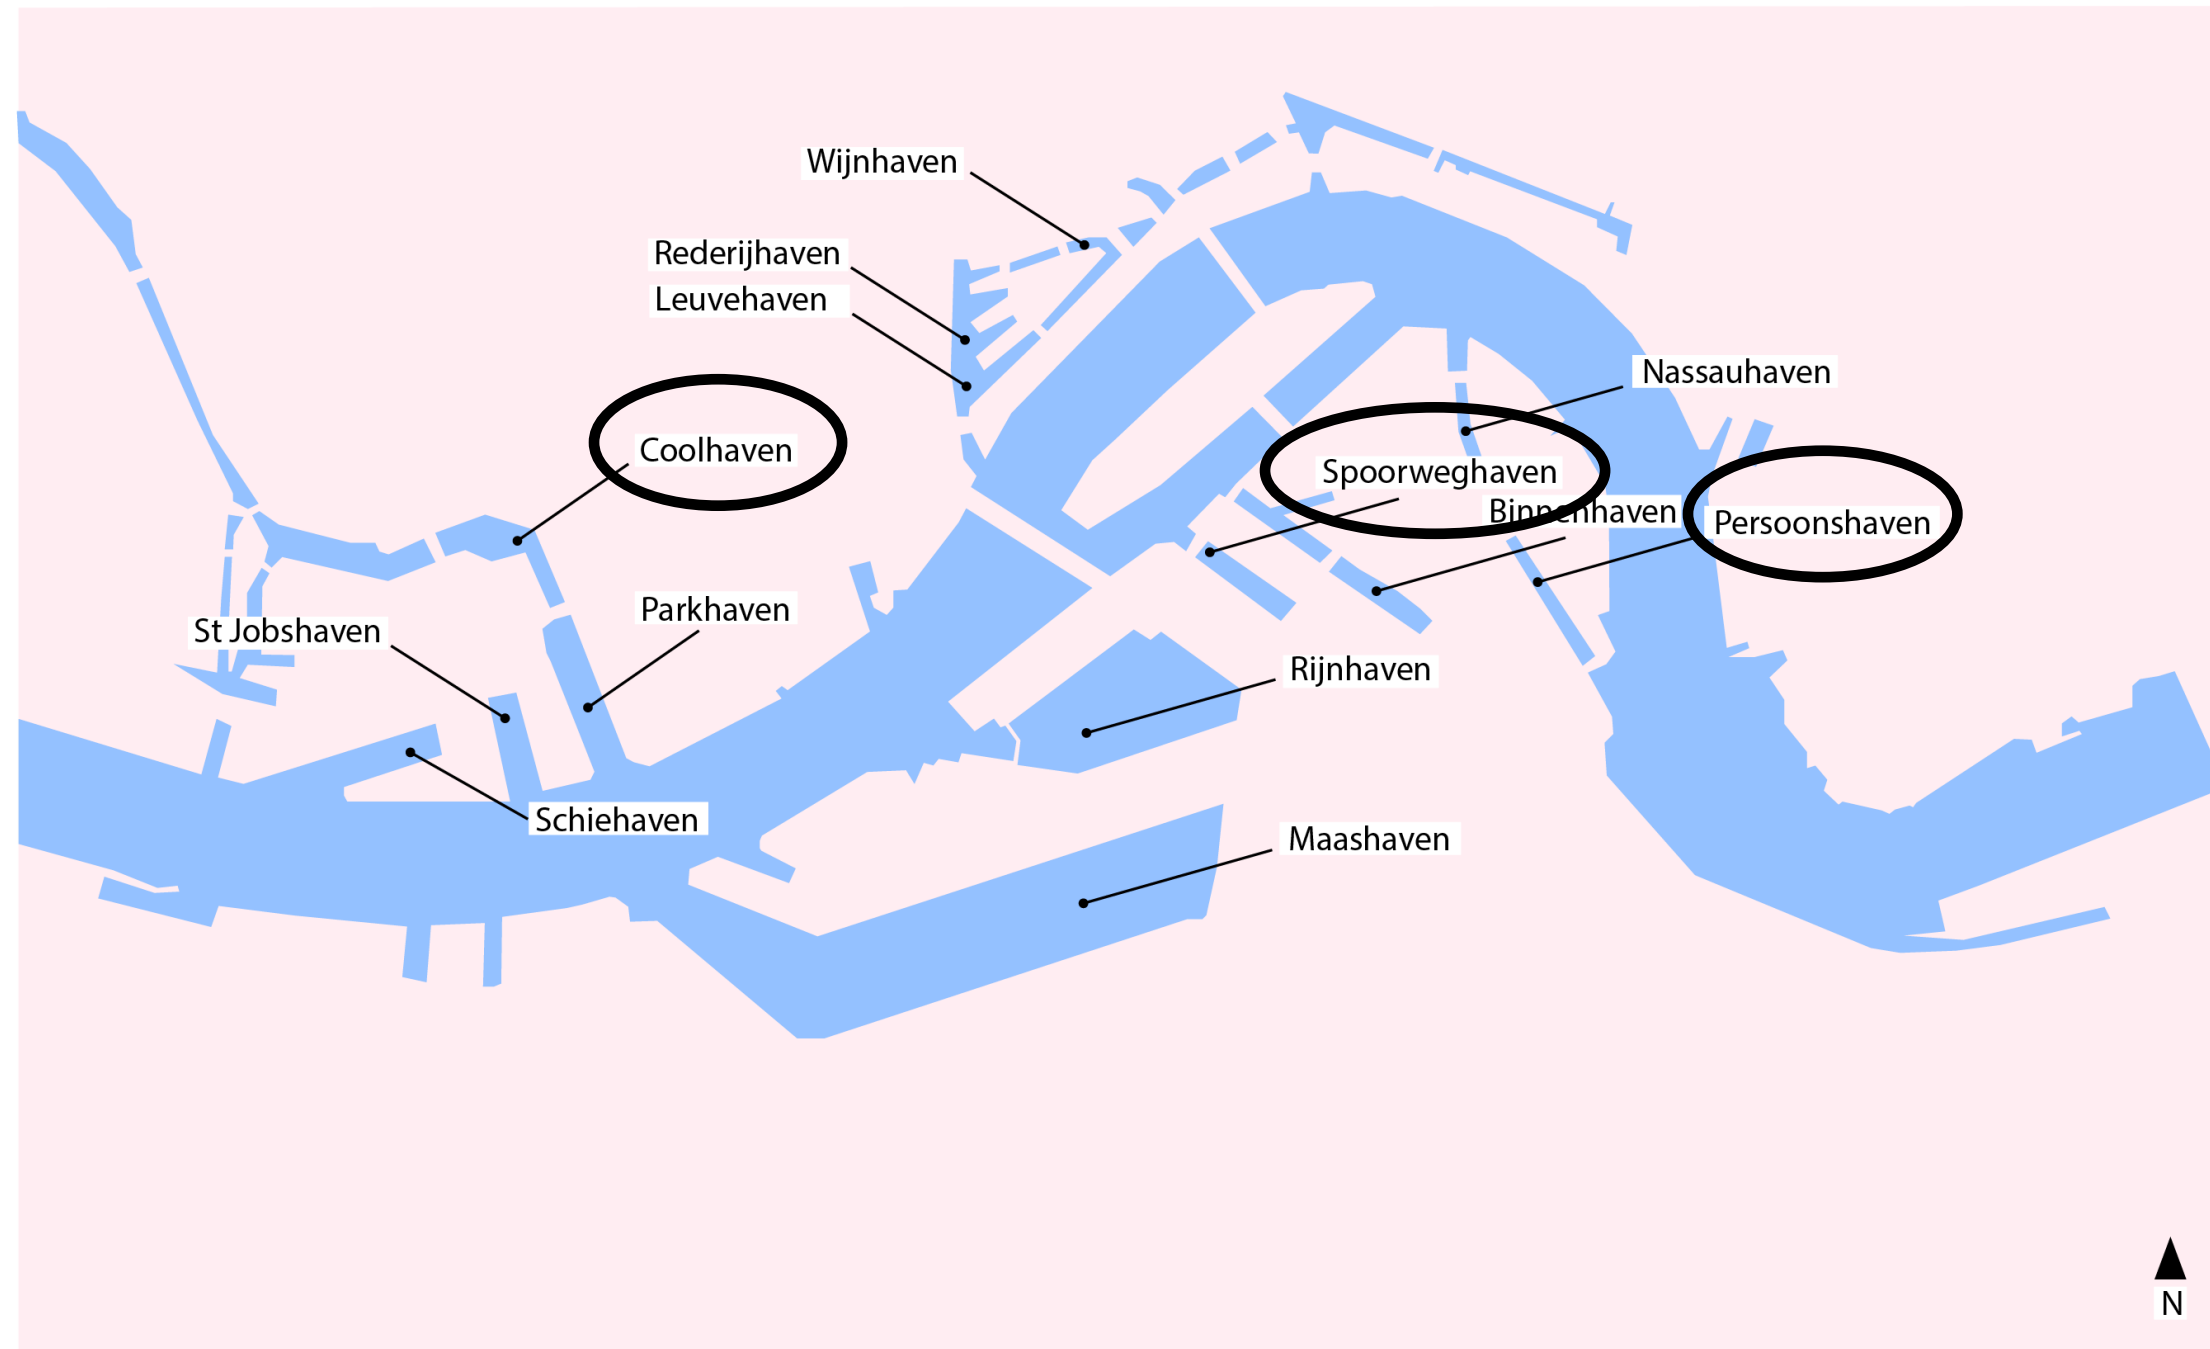 Wijnhaven
Rederijhaven
Leuvehaven
Nassauhaven
Coolhaven
Spoorweghaven
Binnenhaven
Persoonshaven
Parkhaven
St Jobshaven
Rijnhaven
Schiehaven
Maashaven
N